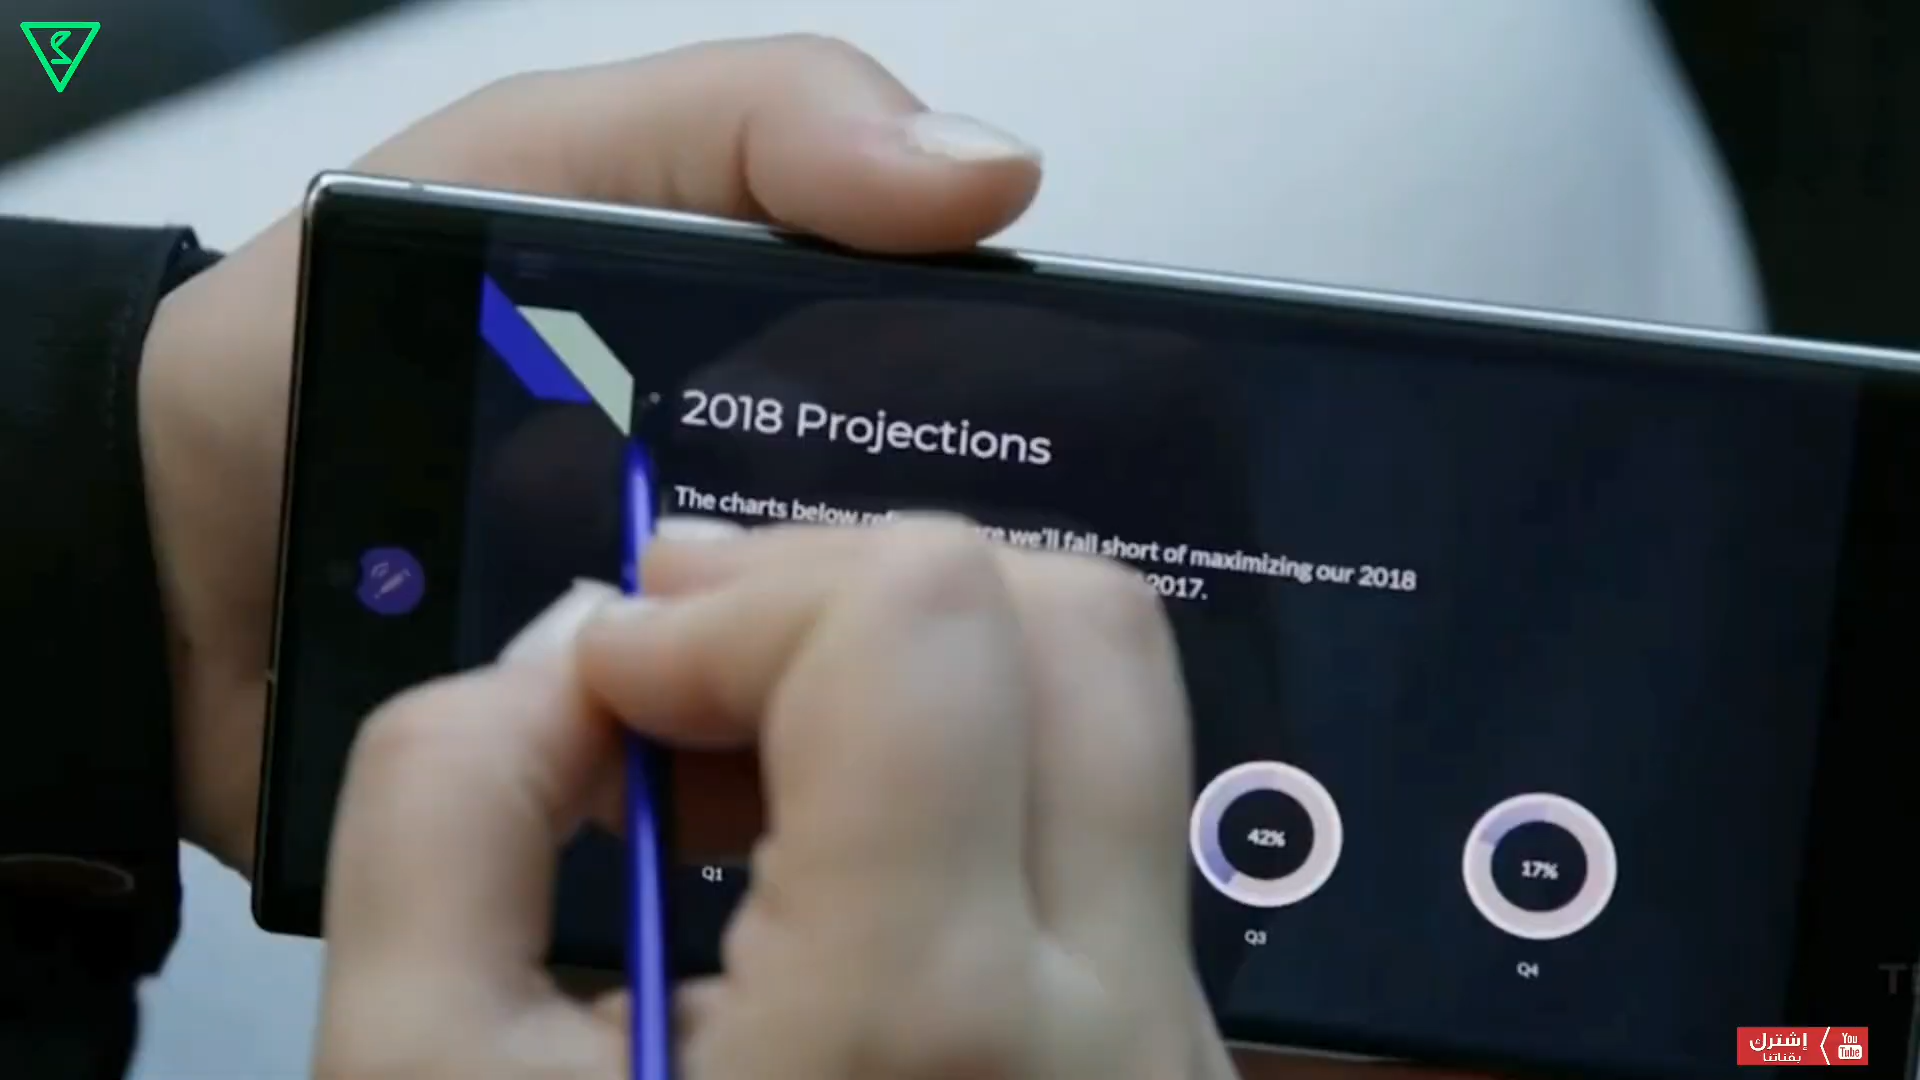 2018 Projections
The charts below we'll fall short of maximizing our 2018
2017.
42%
17%
Q1
Q3
Q4
إشترك
بقناتنا
You
Tube